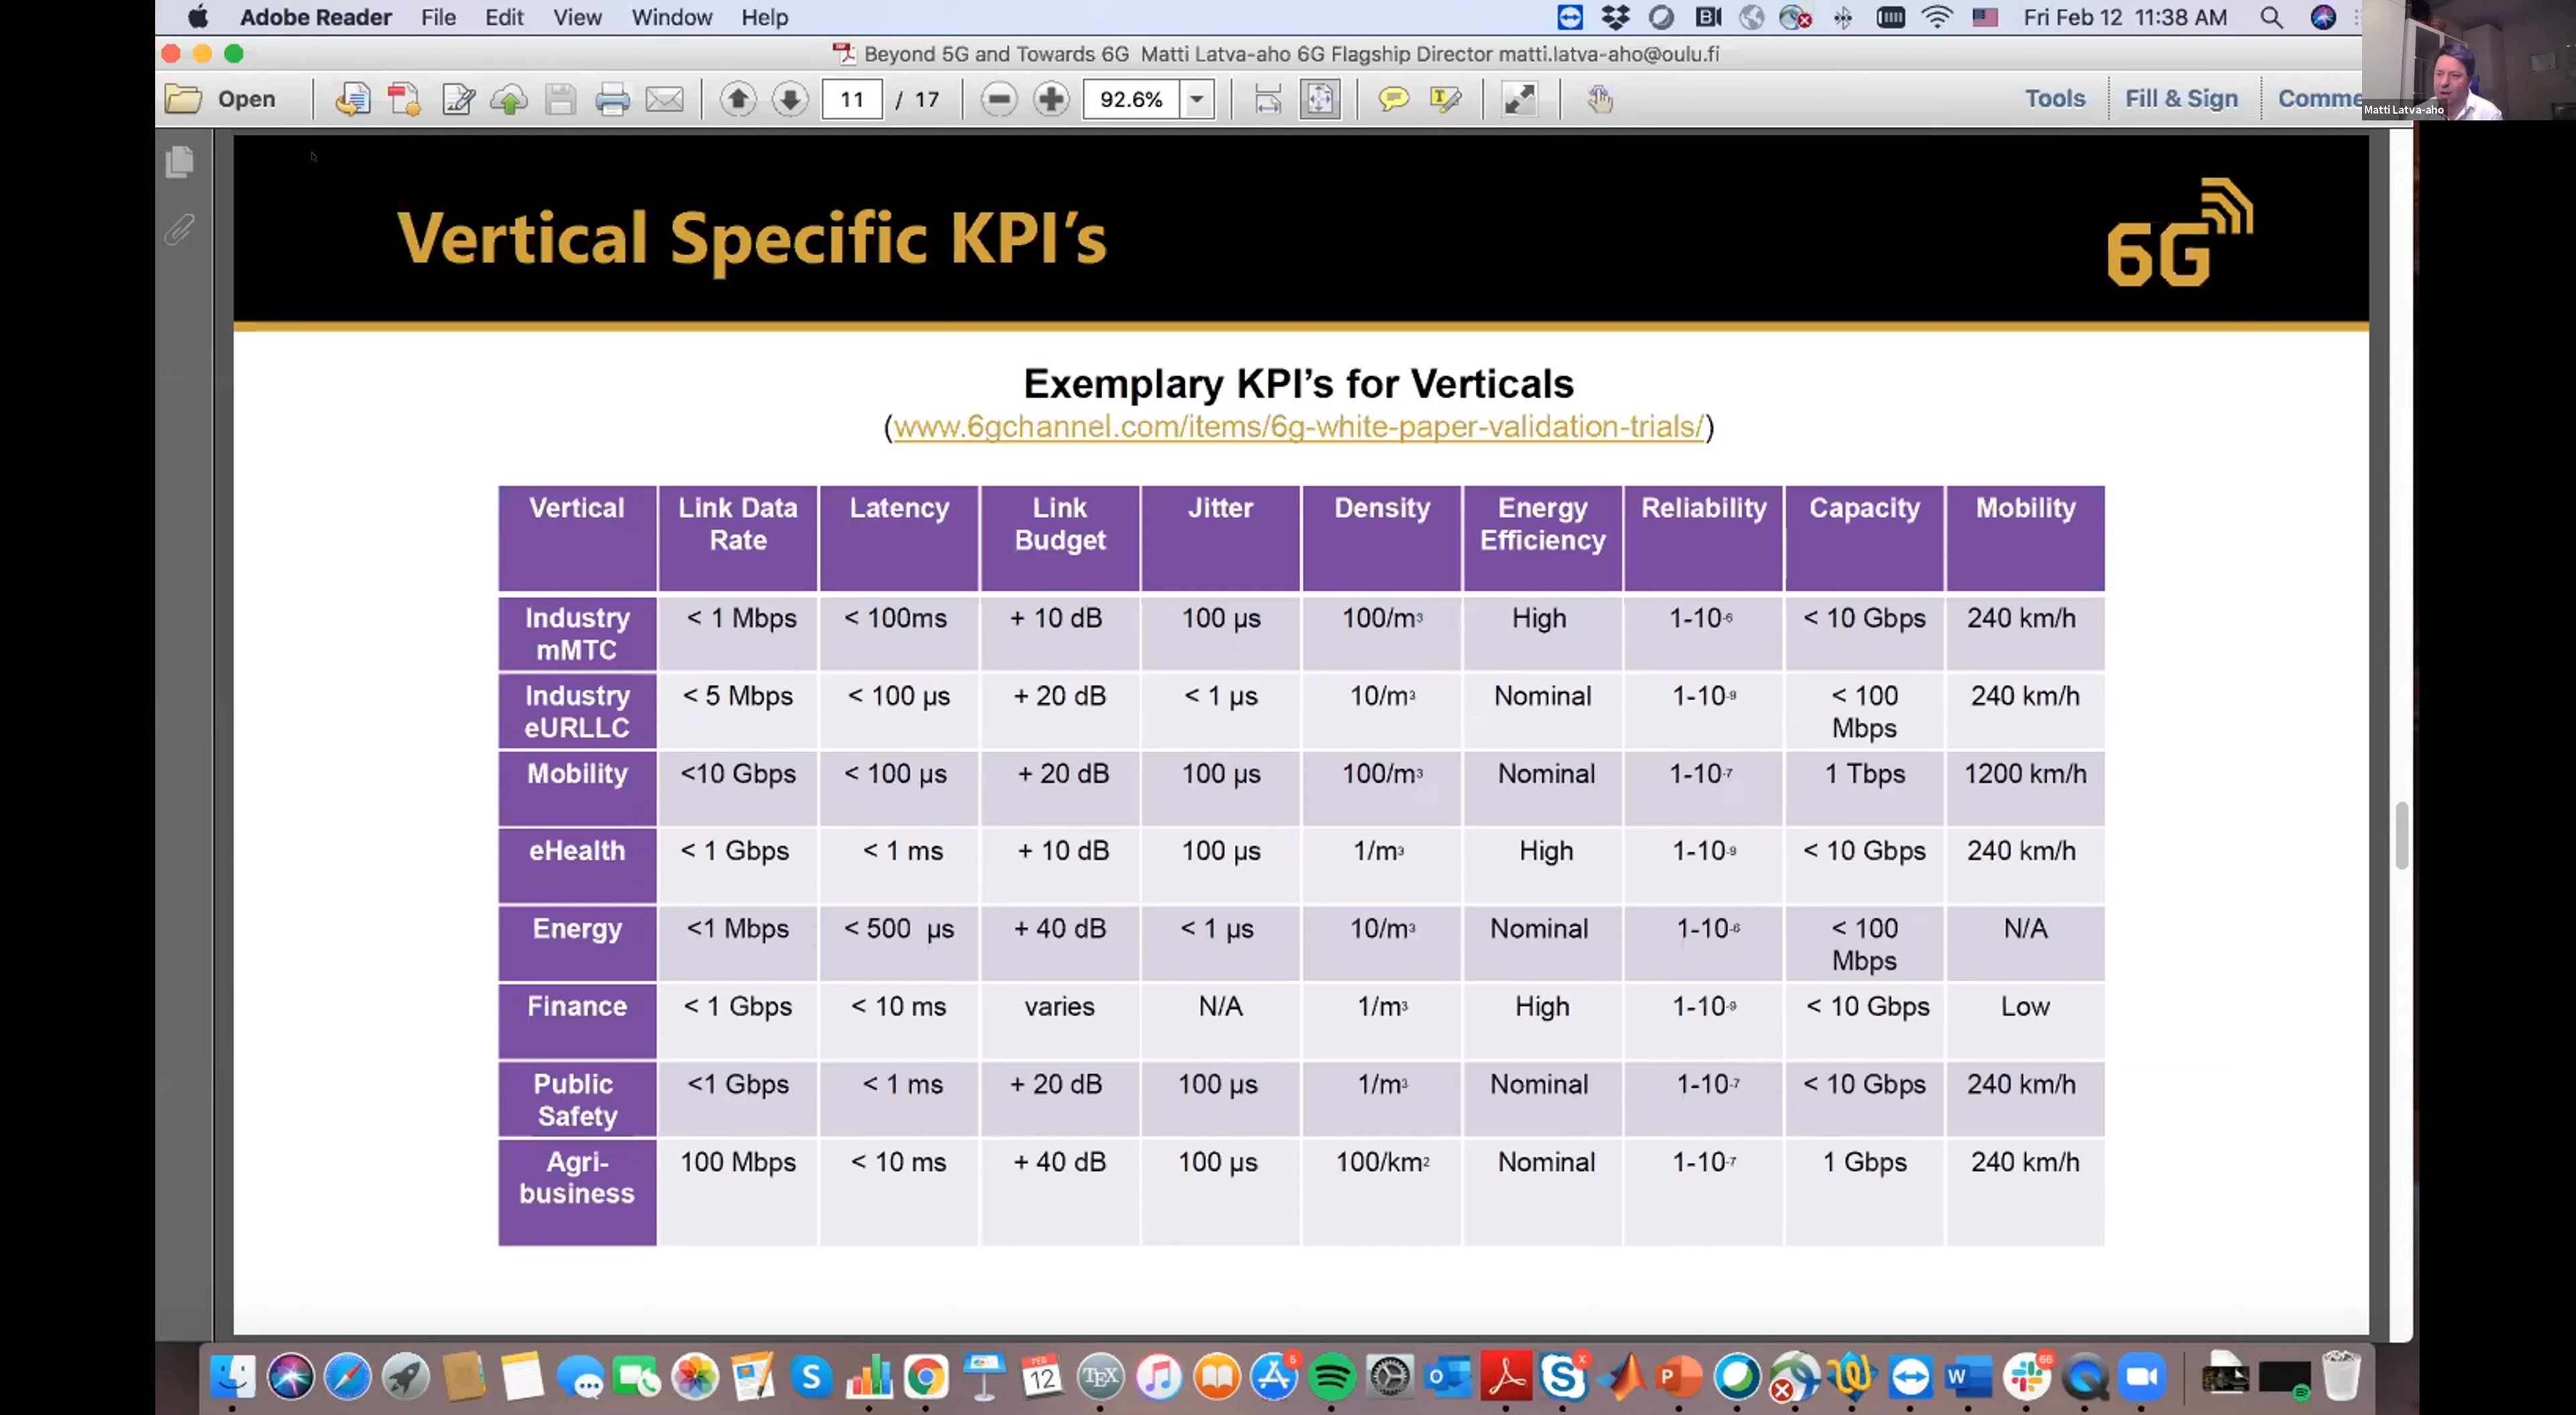 Adobe Reader File Edit View Window Help Fri Feb 12 11:38 AM
Beyond 5G and Towards 6G Matti Latva-aho 6G Flagship Director matti.latva-aho@oulu.fi
Open 11 / 17 92.6% Tools Fill & Sign Comme
Matti Latva-aho
Vertical Specific KPI's
6G
Exemplary KPI's for Verticals
(www.6gchannel.com/items/6g-white-paper-validation-trials/)
Vertical Link Data Latency Link Jitter Density Energy Reliability Capacity Mobility
Rate Budget Efficiency
Industry < 1 Mbps < 100ms + 10 dB 100 µs 100/m³ High 1-10⁻⁶ < 10 Gbps 240 km/h
mMTC
Industry < 5 Mbps < 100 µs + 20 dB < 1 µs 10/m³ Nominal 1-10⁻⁹ < 100 240 km/h
eURLLC Mbps
Mobility <10 Gbps < 100 µs + 20 dB 100 µs 100/m³ Nominal 1-10⁻⁷ 1 Tbps 1200 km/h
eHealth < 1 Gbps < 1 ms + 10 dB 100 µs 1/m³ High 1-10⁻⁹ < 10 Gbps 240 km/h
Energy <1 Mbps < 500 µs + 40 dB < 1 µs 10/m³ Nominal 1-10⁻⁶ < 100 N/A
Mbps
Finance < 1 Gbps < 10 ms varies N/A 1/m³ High 1-10⁻⁹ < 10 Gbps Low
Public <1 Gbps < 1 ms + 20 dB 100 µs 1/m³ Nominal 1-10⁻⁷ < 10 Gbps 240 km/h
Safety
Agri- 100 Mbps < 10 ms + 40 dB 100 µs 100/km² Nominal 1-10⁻⁷ 1 Gbps 240 km/h
business
FEB
12
TEX
5
66